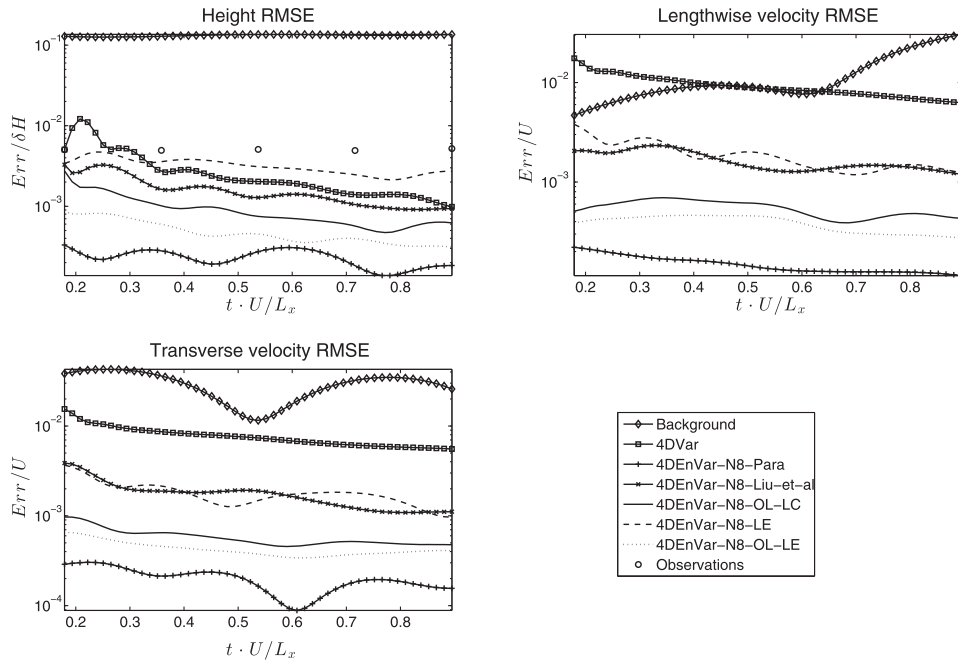 Height RMSE
10⁻¹
10⁻²
10⁻³
Err/δH
0.2 0.3 0.4 0.5 0.6 0.7 0.8
t · U/Lₓ
Lengthwise velocity RMSE
10⁻²
10⁻³
Err/U
0.2 0.3 0.4 0.5 0.6 0.7 0.8
t · U/Lₓ
Transverse velocity RMSE
10⁻²
10⁻³
10⁻⁴
Err/U
0.2 0.3 0.4 0.5 0.6 0.7 0.8
t · U/Lₓ
Background
4DVar
4DEnVar−N8−Para
4DEnVar−N8−Liu−et−al
4DEnVar−N8−OL−LC
4DEnVar−N8−LE
4DEnVar−N8−OL−LE
Observations